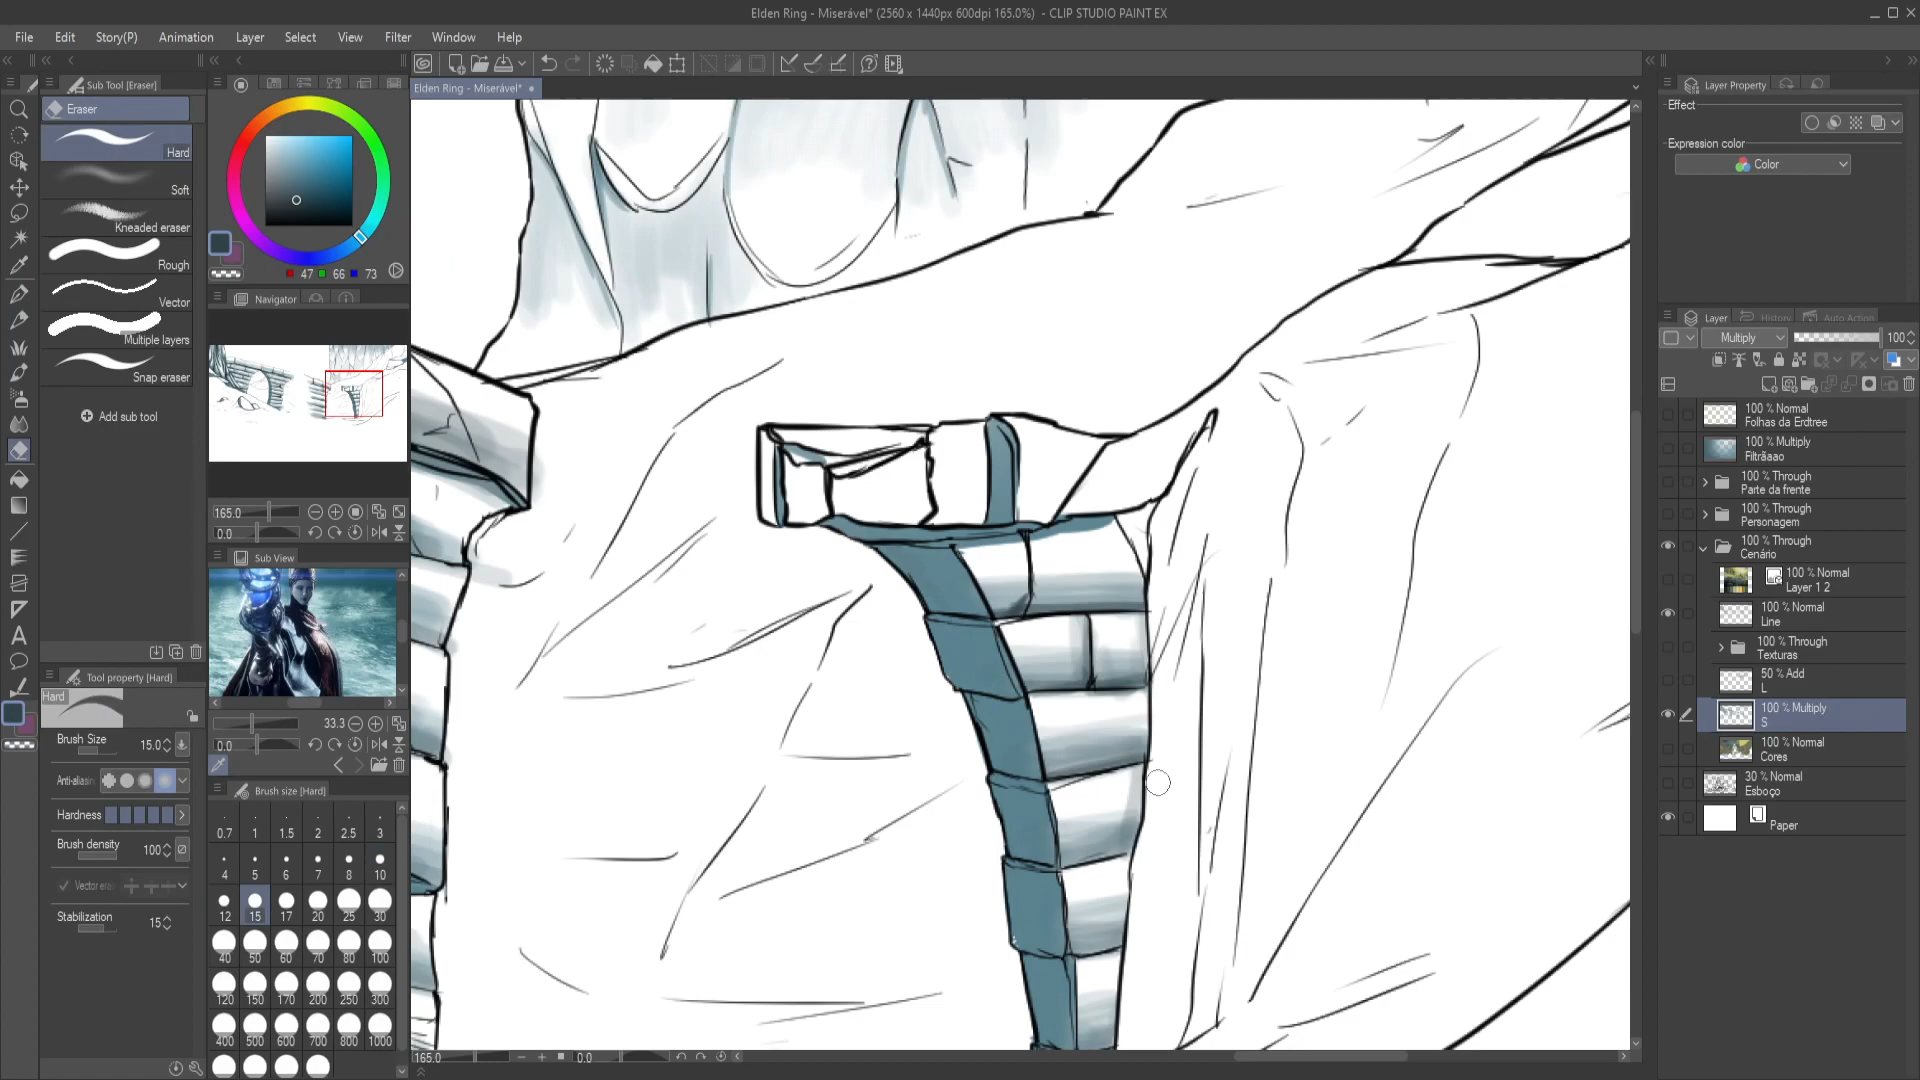 Elden Ring - Miserável* (2560 x 1440px 600dpi 165.0%)  - CLIP STUDIO PAINT EX
File Edit Story(P) Animation Layer Select View Filter Window Help
Sub Tool [Eraser]
Eraser
Hard
Soft
Kneaded eraser
Rough
Vector
Multiple layers
Snap eraser
Add sub tool
Tool property [Hard]
Hard
Brush Size 15.0
Anti-aliasin
Hardness
Brush density 100
Vector era
Stabilization 15
47 66 73
Navigator
165.0
0.0
Sub View
33.3
0.0
Brush size [Hard]
0.7 1 1.5 2 2.5 3
4 5 6 7 8 10
12 15 17 20 25 30
40 50 60 70 80 100
120 150 170 200 250 300
400 500 600 700 800 1000
Elden Ring - Miserável*
165.0 0.0
Layer Property
Effect
Expression color
Color
Layer History Auto Action
Multiply 100
100 % Normal
Folhas da Erdtree
100 % Multiply
Filtrãaao
100 % Through
Parte da frente
100 % Through
Personagem
100 % Through
Cenário
100 % Normal
Layer 1 2
100 % Normal
Line
100 % Through
Texturas
50 % Add
L
100 % Multiply
S
100 % Normal
Cores
30 % Normal
Esboço
Paper